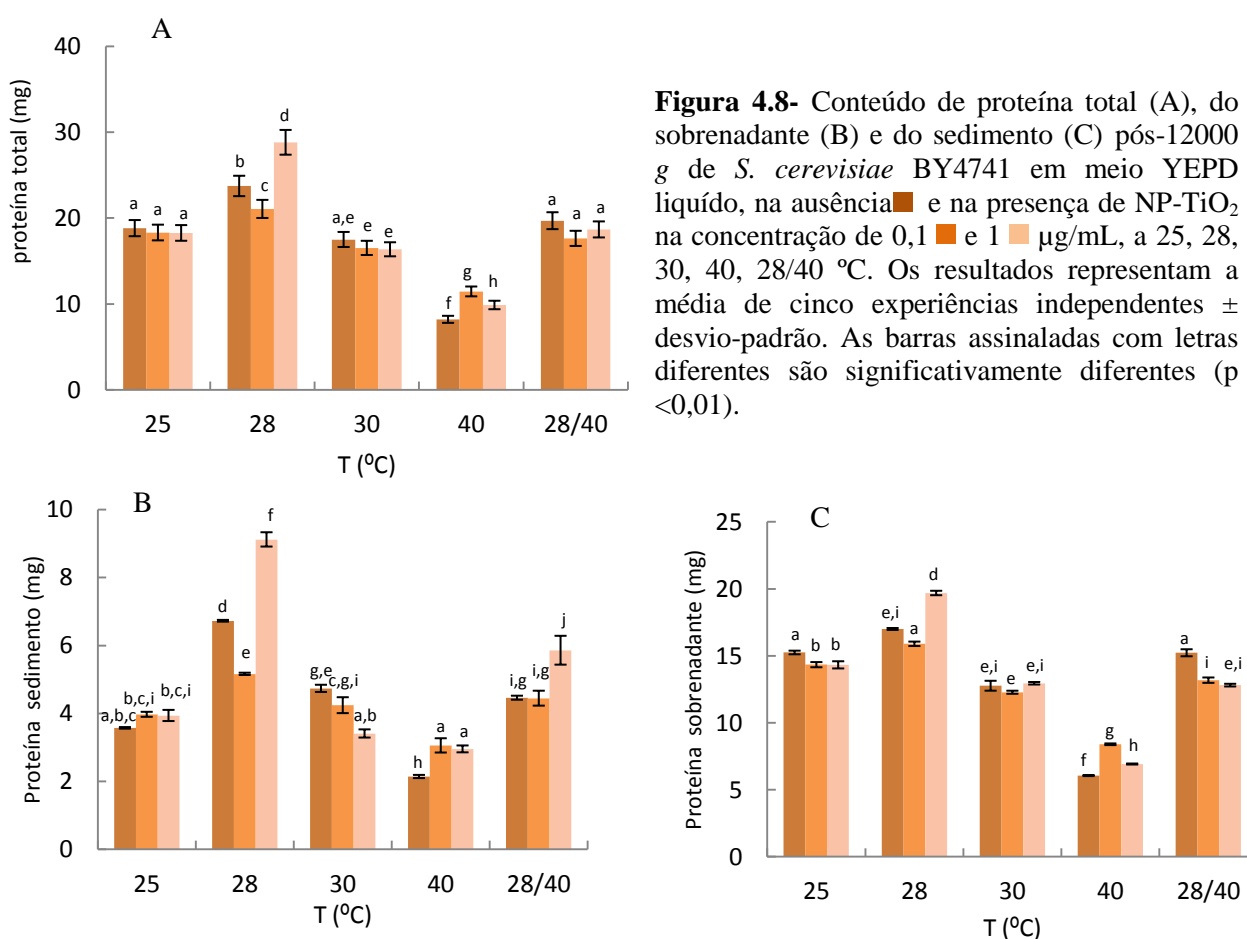 A
40
30
20
10
0
proteína total (mg)
a
a
a
b
c
d
a,e
e
e
f
g
h
a
a
a
25
28
30
40
28/40
T (⁰C)
Figura 4.8- Conteúdo de proteína total (A), do
sobrenadante (B) e do sedimento (C) pós-12000
g de S. cerevisiae BY4741 em meio YEPD
liquído, na ausência e na presença de NP-TiO₂
na concentração de 0,1 e 1 µg/mL, a 25, 28,
30, 40, 28/40 ºC. Os resultados representam a
média de cinco experiências independentes ±
desvio-padrão. As barras assinaladas com letras
diferentes são significativamente diferentes (p
<0,01).
B
10
8
6
4
2
0
Proteína sedimento (mg)
a,b,c
b,c,i
b,c,i
d
e
f
g,e
c,g,i
a,b
h
a
a
i,g
i,g
j
25
28
30
40
28/40
T (⁰C)
C
25
20
15
10
5
0
Proteína sobrenadante (mg)
a
b
b
e,i
a
d
e,i
e
e,i
f
g
h
a
i
e,i
25
28
30
40
28/40
T (⁰C)